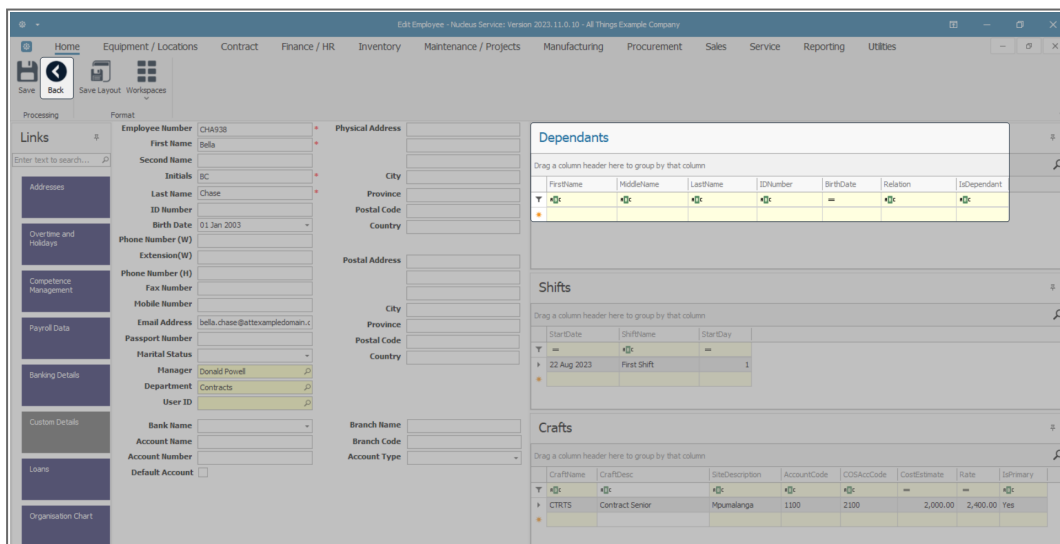 Edit Employee - Nucleus Service: Version 2023.11.0.10 - All Things Example Company
Home Equipment / Locations Contract Finance / HR Inventory Maintenance / Projects Manufacturing Procurement Sales Service Reporting Utilities
Save Back Save Layout Workspaces
Processing Format
Links
Enter text to search...
Addresses
Overtime and
Holidays
Competence
Management
Payroll Data
Banking Details
Custom Details
Loans
Organisation Chart
Employee Number CHA938 *
First Name Bella *
Second Name
Initials BC *
Last Name Chase *
ID Number
Birth Date 01 Jan 2003
Phone Number (W)
Extension(W)
Phone Number (H)
Fax Number
Mobile Number
Email Address bella.chase@attexampledomain.c
Passport Number
Marital Status
Manager Donald Powell
Department Contracts
User ID
Bank Name
Account Name
Account Number
Default Account
Physical Address
City
Province
Postal Code
Country
Postal Address
City
Province
Postal Code
Country
Branch Name
Branch Code
Account Type
Dependants
Drag a column header here to group by that column
FirstName MiddleName LastName IDNumber BirthDate Relation IsDependant
Shifts
Drag a column header here to group by that column
StartDate ShiftName StartDay
22 Aug 2023 First Shift 1
Crafts
Drag a column header here to group by that column
CraftName CraftDesc SiteDescription AccountCode COSAccCode CostEstimate Rate IsPrimary
CTRTS Contract Senior Mpumalanga 1100 2100 2,000.00 2,400.00 Yes